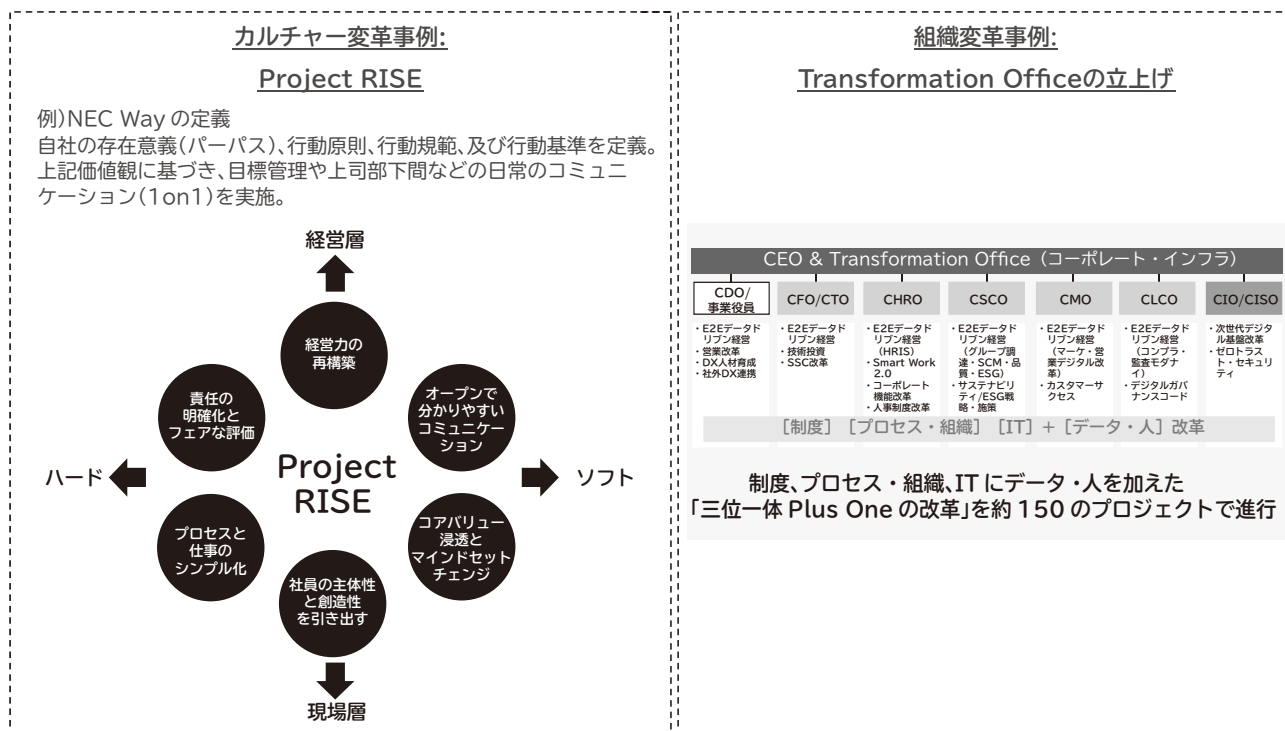 カルチャー変革事例:
Project RISE
例)NEC Way の定義
自社の存在意義(パーパス)、行動原則、行動規範、及び行動基準を定義。
上記価値観に基づき、目標管理や上司部下間などの日常のコミュニ
ケーション(1on1)を実施。
経営層
経営力の
再構築
責任の
明確化と
フェアな評価
オープンで
分かりやすい
コミュニケー
ション
ハード
Project
RISE
ソフト
プロセスと
仕事の
シンプル化
コアバリュー
浸透と
マインドセット
チェンジ
社員の主体性
と創造性
を引き出す
現場層
組織変革事例:
Transformation Officeの立上げ
CEO & Transformation Office(コーポレート・インフラ)
CDO/
事業役員
・E2Eデータド
リブン経営
・営業改革
・DX人材育成
・社外DX連携
CFO/CTO
・E2Eデータド
リブン経営
・技術投資
・SSC改革
CHRO
・E2Eデータド
リブン経営
(HRIS)
・Smart Work
2.0
・コーポレート
機能改革
・人事制度改革
CSCO
・E2Eデータド
リブン経営
(グループ調
達・SCM・品
質・ESG)
・サステナビリ
ティ/ESG戦
略・施策
CMO
・E2Eデータド
リブン経営
(マーケ・営
業デジタル改
革)
・カスタマーサ
クセス
CLCO
・E2Eデータド
リブン経営
(コンプラ・
監査モダナ
イ)
・デジタルガバ
ナンスコード
CIO/CISO
・次世代デジタ
ル基盤改革
・ゼロトラス
ト・セキュリ
ティ
[制度] [プロセス・組織] [IT] + [データ・人] 改革
制度、プロセス・組織、IT にデータ・人を加えた
「三位一体 Plus One の改革」を約 150 のプロジェクトで進行